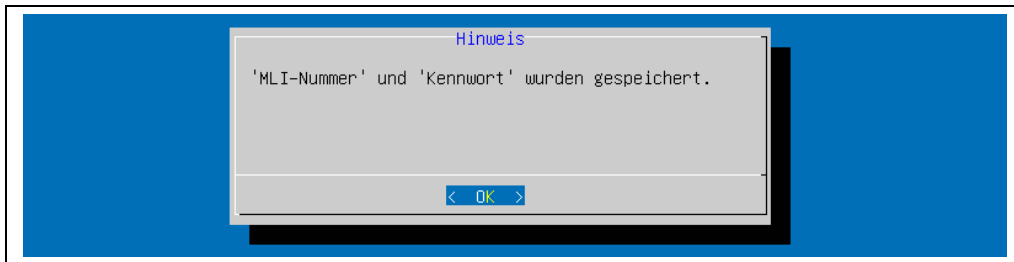 Hinweis
'MLI-Nummer' und 'Kennwort' wurden gespeichert.
< OK >